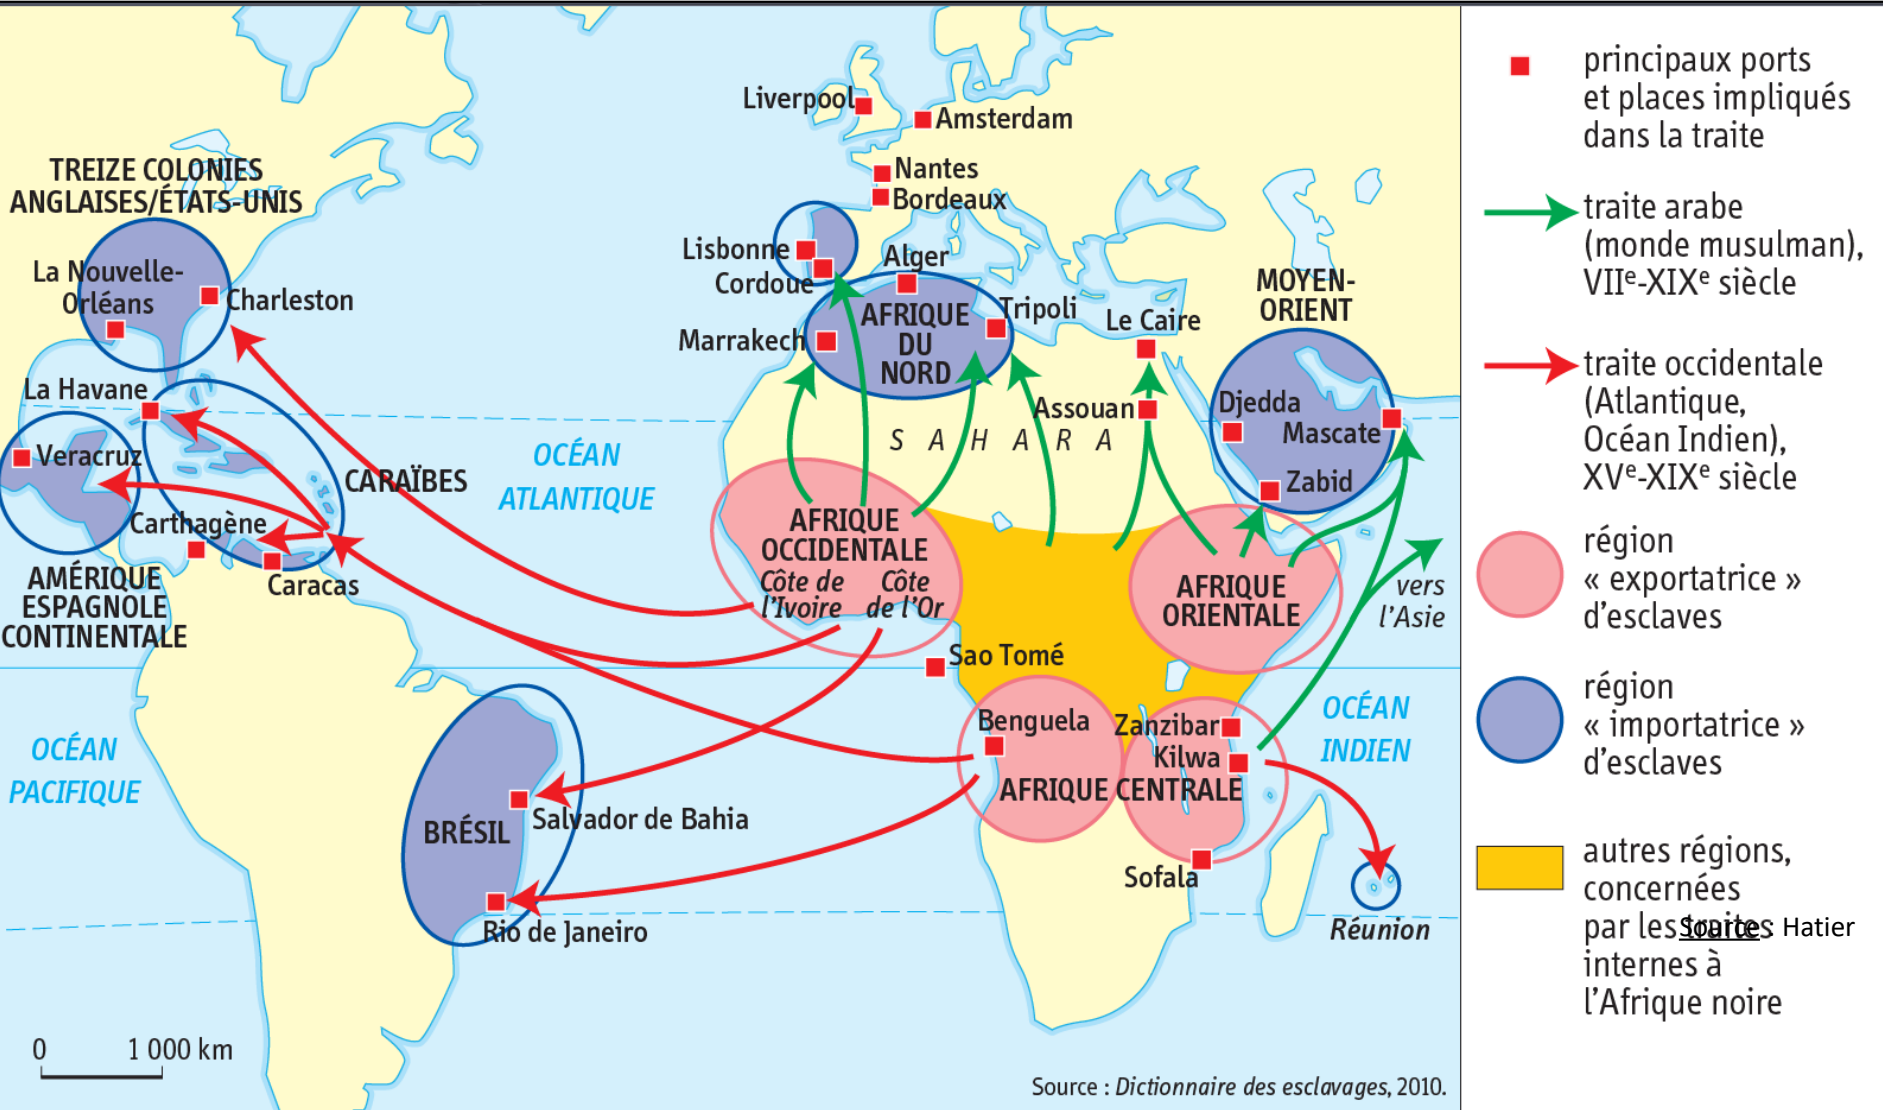 TREIZE COLONIES
ANGLAISES/ÉTATS-UNIS
La Nouvelle-
Orléans
Charleston
La Havane
Veracruz
CARAÏBES
Carthagène
Caracas
AMÉRIQUE
ESPAGNOLE
CONTINENTALE
OCÉAN
PACIFIQUE
OCÉAN
ATLANTIQUE
BRÉSIL
Salvador de Bahia
Rio de Janeiro
0 1 000 km
Liverpool
Amsterdam
Nantes
Bordeaux
Lisbonne
Cordoue
Alger
AFRIQUE
DU
NORD
Tripoli
Marrakech
Le Caire
Assouan
SAHARA
MOYEN-
ORIENT
Djedda
Mascate
Zabid
AFRIQUE
OCCIDENTALE
Côte de
l'Ivoire
Côte
de l'Or
AFRIQUE
ORIENTALE
vers
l'Asie
Sao Tomé
Benguela
Zanzibar
Kilwa
AFRIQUE CENTRALE
Sofala
OCÉAN
INDIEN
Réunion
Source : Dictionnaire des esclavages, 2010.
principaux ports
et places impliqués
dans la traite
traite arabe
(monde musulman),
VIIe-XIXe siècle
traite occidentale
(Atlantique,
Océan Indien),
XVe-XIXe siècle
région
« exportatrice »
d'esclaves
région
« importatrice »
d'esclaves
autres régions,
concernées
par les traites
internes à
l'Afrique noire
Source : Hatier